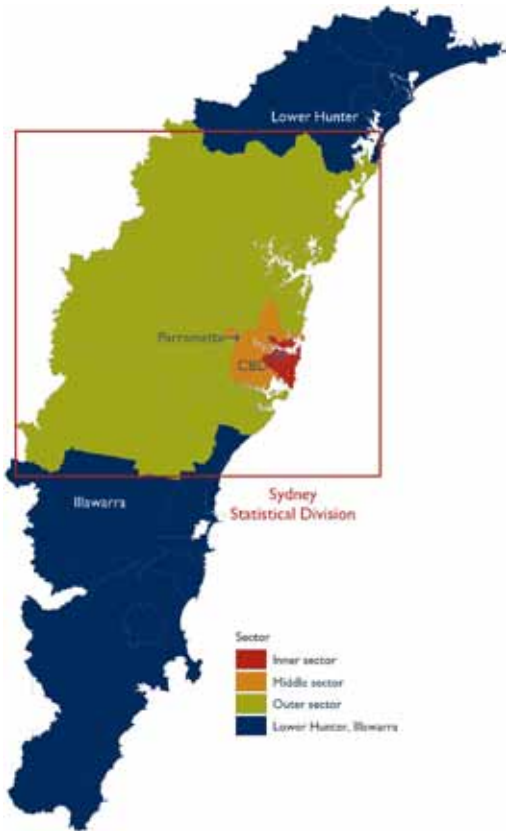 Lower Hunter
Parramatta
CBD
Illawarra
Sydney
Statistical Division
Sector
Inner sector
Middle sector
Outer sector
Lower Hunter, Illawarra